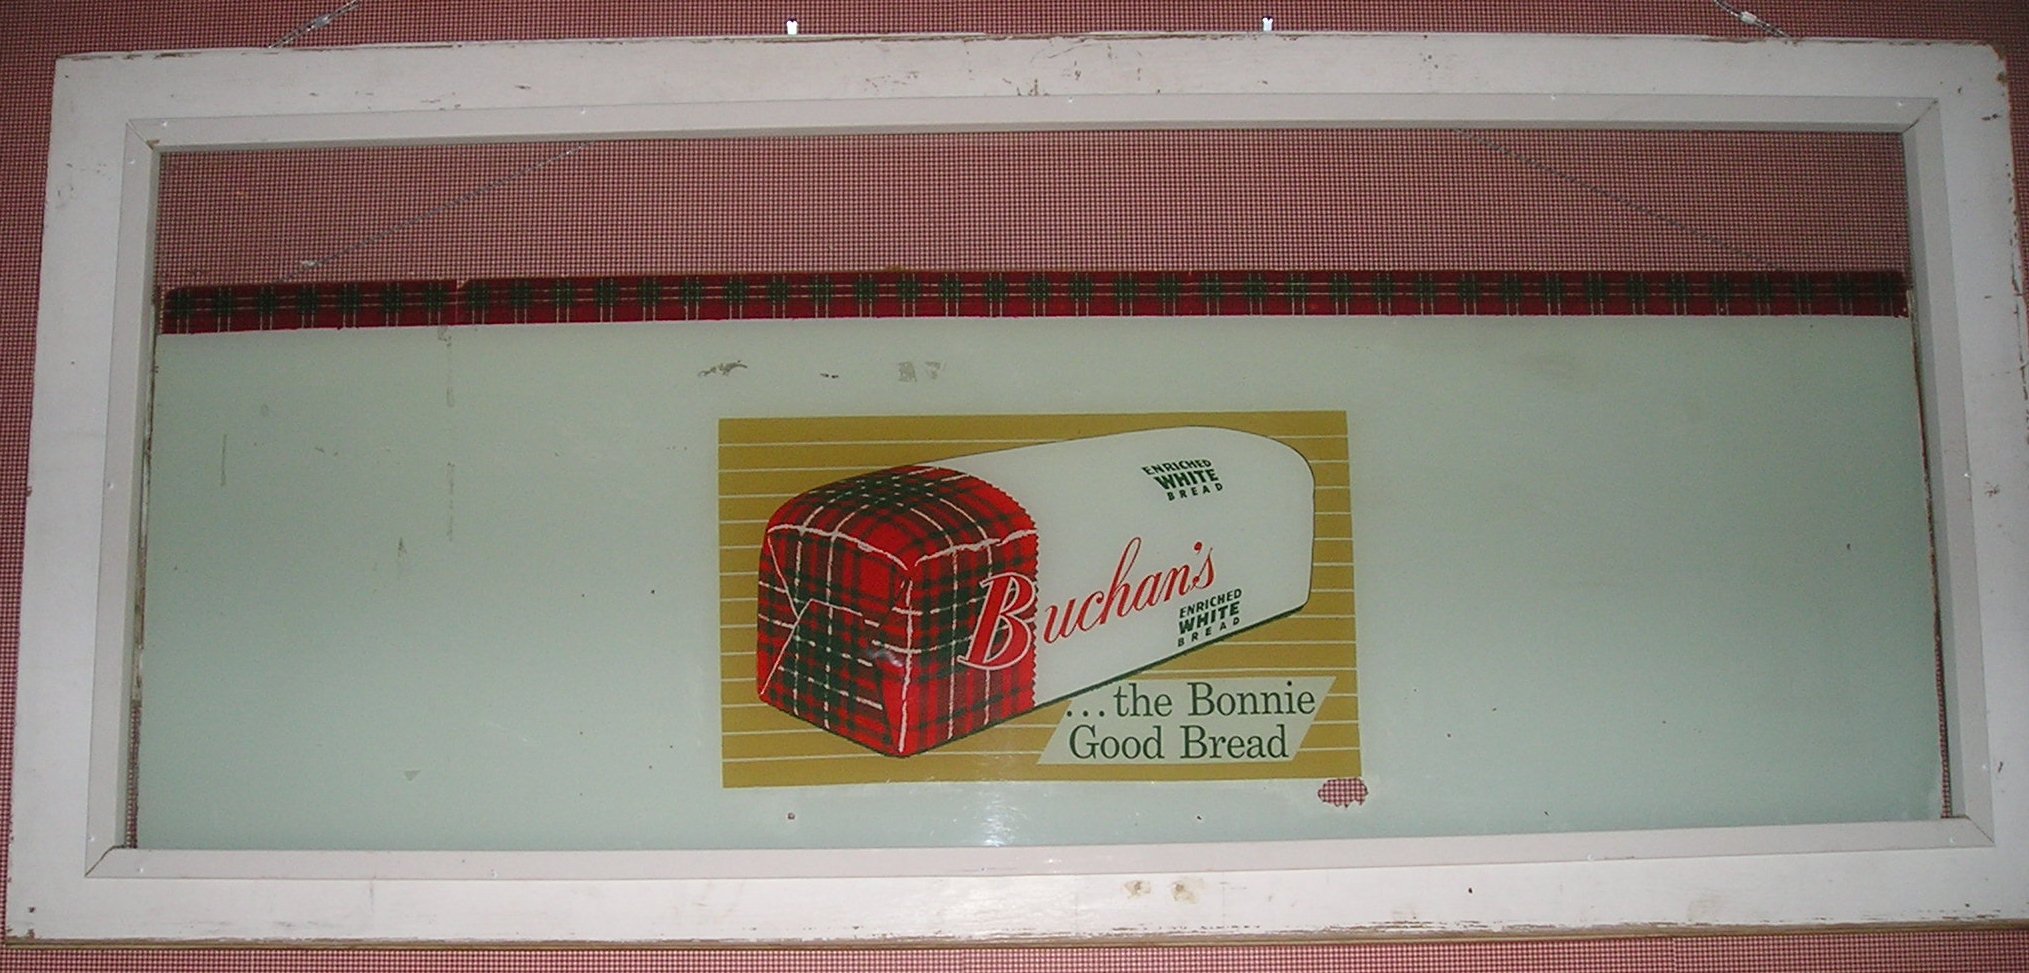 ENRICHED
WHITE
BREAD
Buchan's
ENRICHED
WHITE
BREAD
...the Bonnie
Good Bread